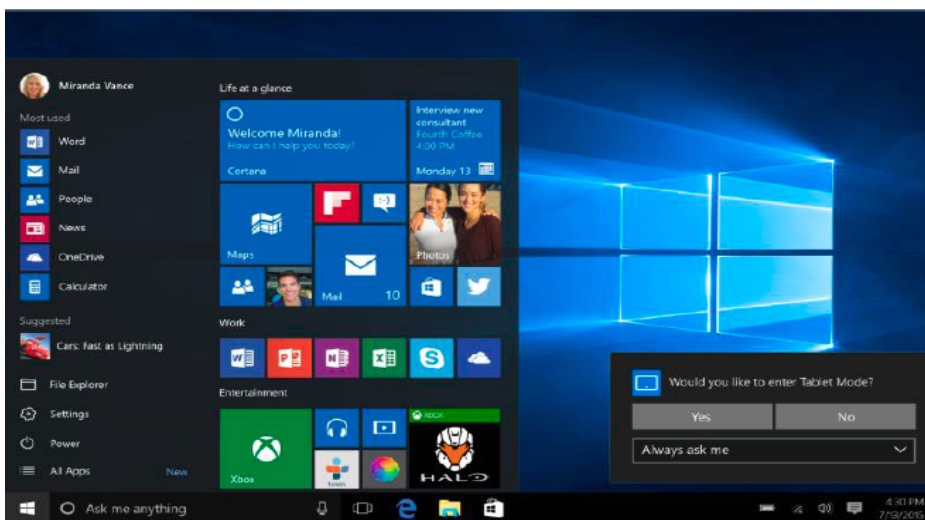 Miranda Vance
Most used
Word
Mail
People
News
OneDrive
Calculator
Suggested
Cars: Fast as Lightning
File Explorer
Settings
Power
All Apps
New
Life at a glance
Welcome Miranda!
How can I help you today?
Cortana
Interview new
consultant
Fourth Coffee
4:00 PM
Monday 13
Maps
Mail
10
Photos
Work
Entertainment
Xbox
XBOX
HALO
Would you like to enter Tablet Mode?
Yes
No
Always ask me
Ask me anything
4:30 PM
7/13/2015